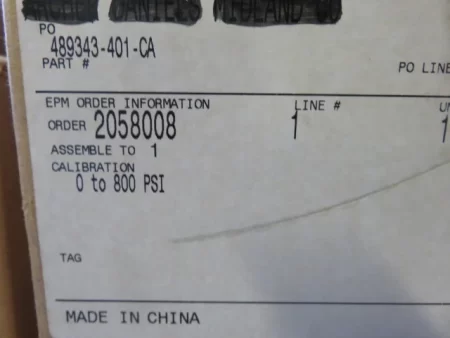 PO
489343-401-CA
PART #
PO LINE
EPM ORDER INFORMATION LINE #
ORDER 2058008 1 1
ASSEMBLE TO 1
CALIBRATION
0 to 800 PSI
TAG
MADE IN CHINA